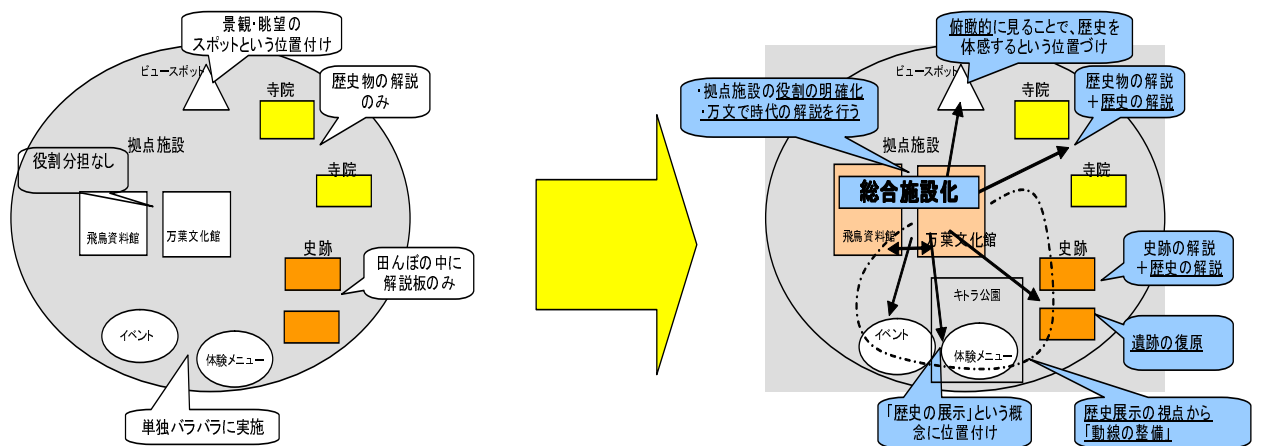 景観・眺望の
スポットという位置付け
ビュースポット
歴史物の解説
のみ
寺院
拠点施設
役割分担なし
寺院
飛鳥資料館
万葉文化館
史跡
田んぼの中に
解説板のみ
イベント
体験メニュー
単独バラバラに実施
俯瞰的に見ることで、歴史を
体感するという位置づけ
ビュースポット
・拠点施設の役割の明確化
・万文で時代の解説を行う
寺院
歴史物の解説
+歴史の解説
拠点施設
寺院
総合施設化
飛鳥資料館
万葉文化館
史跡
史跡の解説
+歴史の解説
キトラ公園
イベント
体験メニュー
遺跡の復原
「歴史の展示」という概
念に位置付け
歴史展示の視点から
「動線の整備」